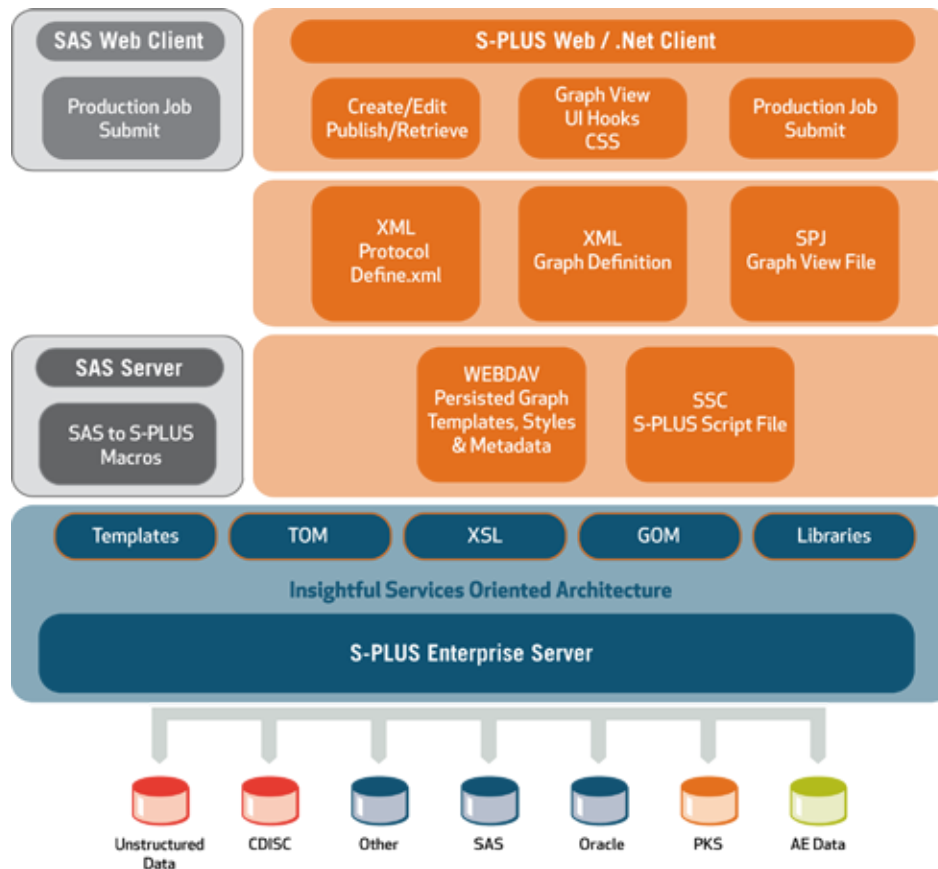 SAS Web Client
S-PLUS Web / .Net Client
Production Job
Submit
Create/Edit
Publish/Retrieve
Graph View
UI Hooks
CSS
Production Job
Submit
XML
Protocol
Define.xml
XML
Graph Definition
SPJ
Graph View File
SAS Server
SAS to S-PLUS
Macros
WEBDAV
Persisted Graph
Templates, Styles
& Metadata
SSC
S-PLUS Script File
Templates
TOM
XSL
GOM
Libraries
Insightful Services Oriented Architecture
S-PLUS Enterprise Server
Unstructured
Data
CDISC
Other
SAS
Oracle
PKS
AE Data